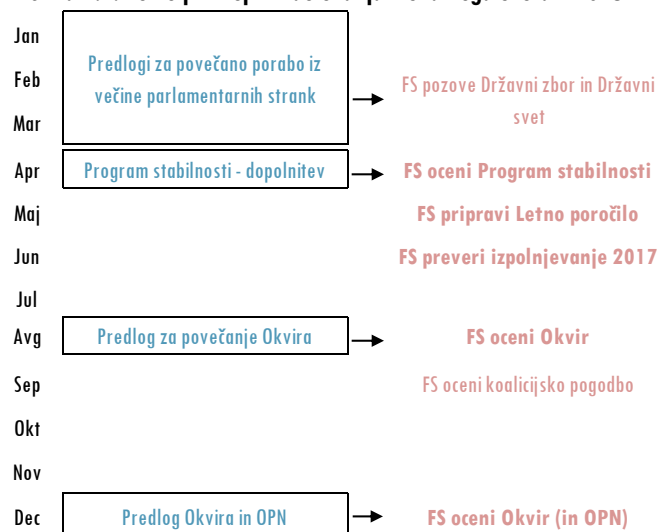 Jan
Predlogi za povečano porabo iz
Feb
večine parlamentarnih strank
FS pozove Državni zbor in Državni
svet
Mar
Apr Program stabilnosti - dopolnitev FS oceni Program stabilnosti
Maj FS pripravi Letno poročilo
Jun FS preveri izpolnjevanje 2017
Jul
Avg Predlog za povečanje Okvira FS oceni Okvir
Sep FS oceni koalicijsko pogodbo
Okt
Nov
Dec Predlog Okvira in OPN FS oceni Okvir (in OPN)